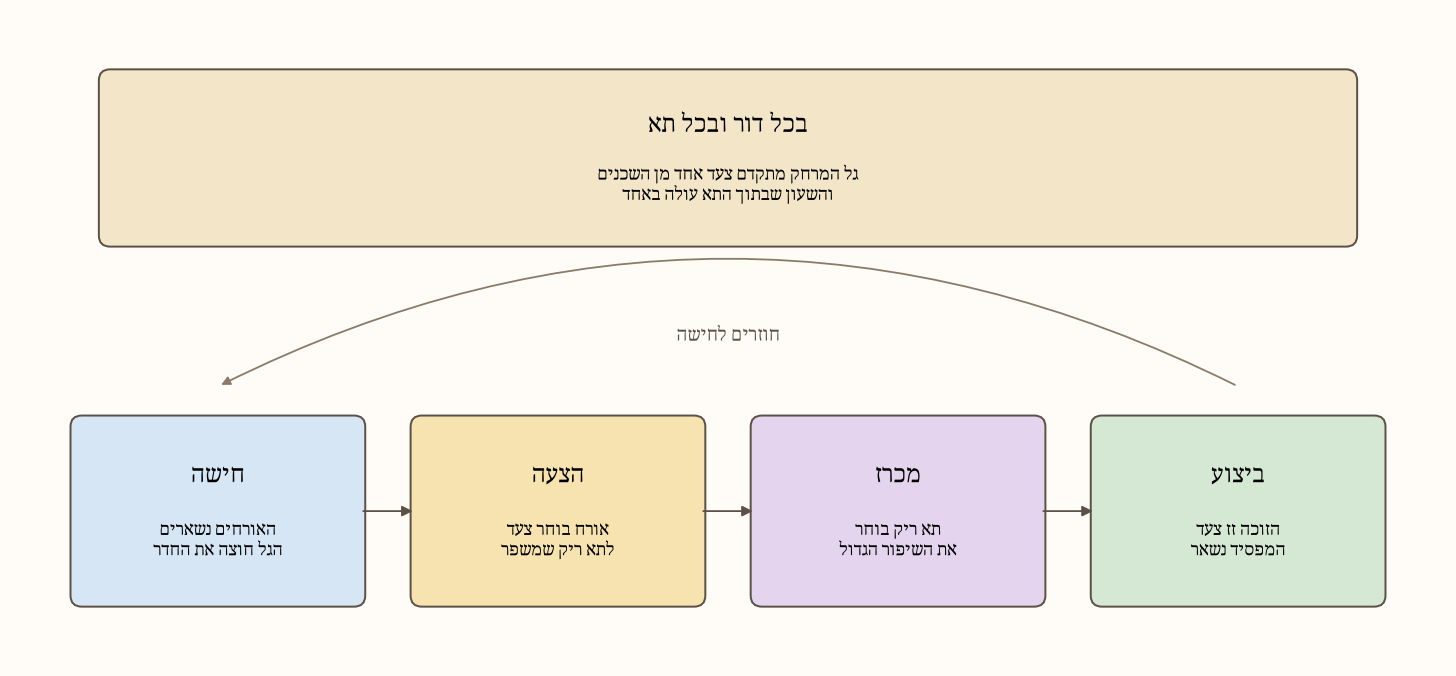 בכל דור ובכל תא
גל המרחק מתקדם צעד אחד מן השכנים
והשעון שבתוך התא עולה באחד
חוזרים לחישה
חישה
האורחים נשארים
הגל חוצה את החדר
הצעה
אורח בוחר צעד
לתא ריק שמשפר
מכרז
תא ריק בוחר
את השיפור הגדול
ביצוע
הזוכה זז צעד
המפסיד נשאר